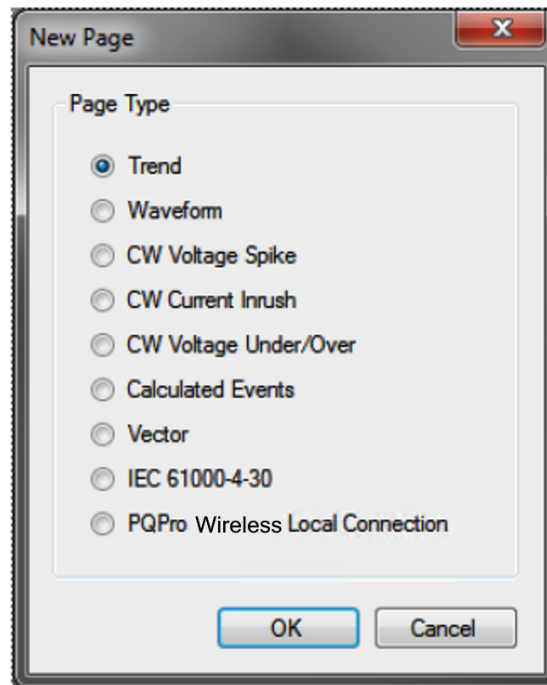 New Page
Page Type
Trend
Waveform
CW Voltage Spike
CW Current Inrush
CW Voltage Under/Over
Calculated Events
Vector
IEC 61000-4-30
PQPro Wireless Local Connection
OK Cancel